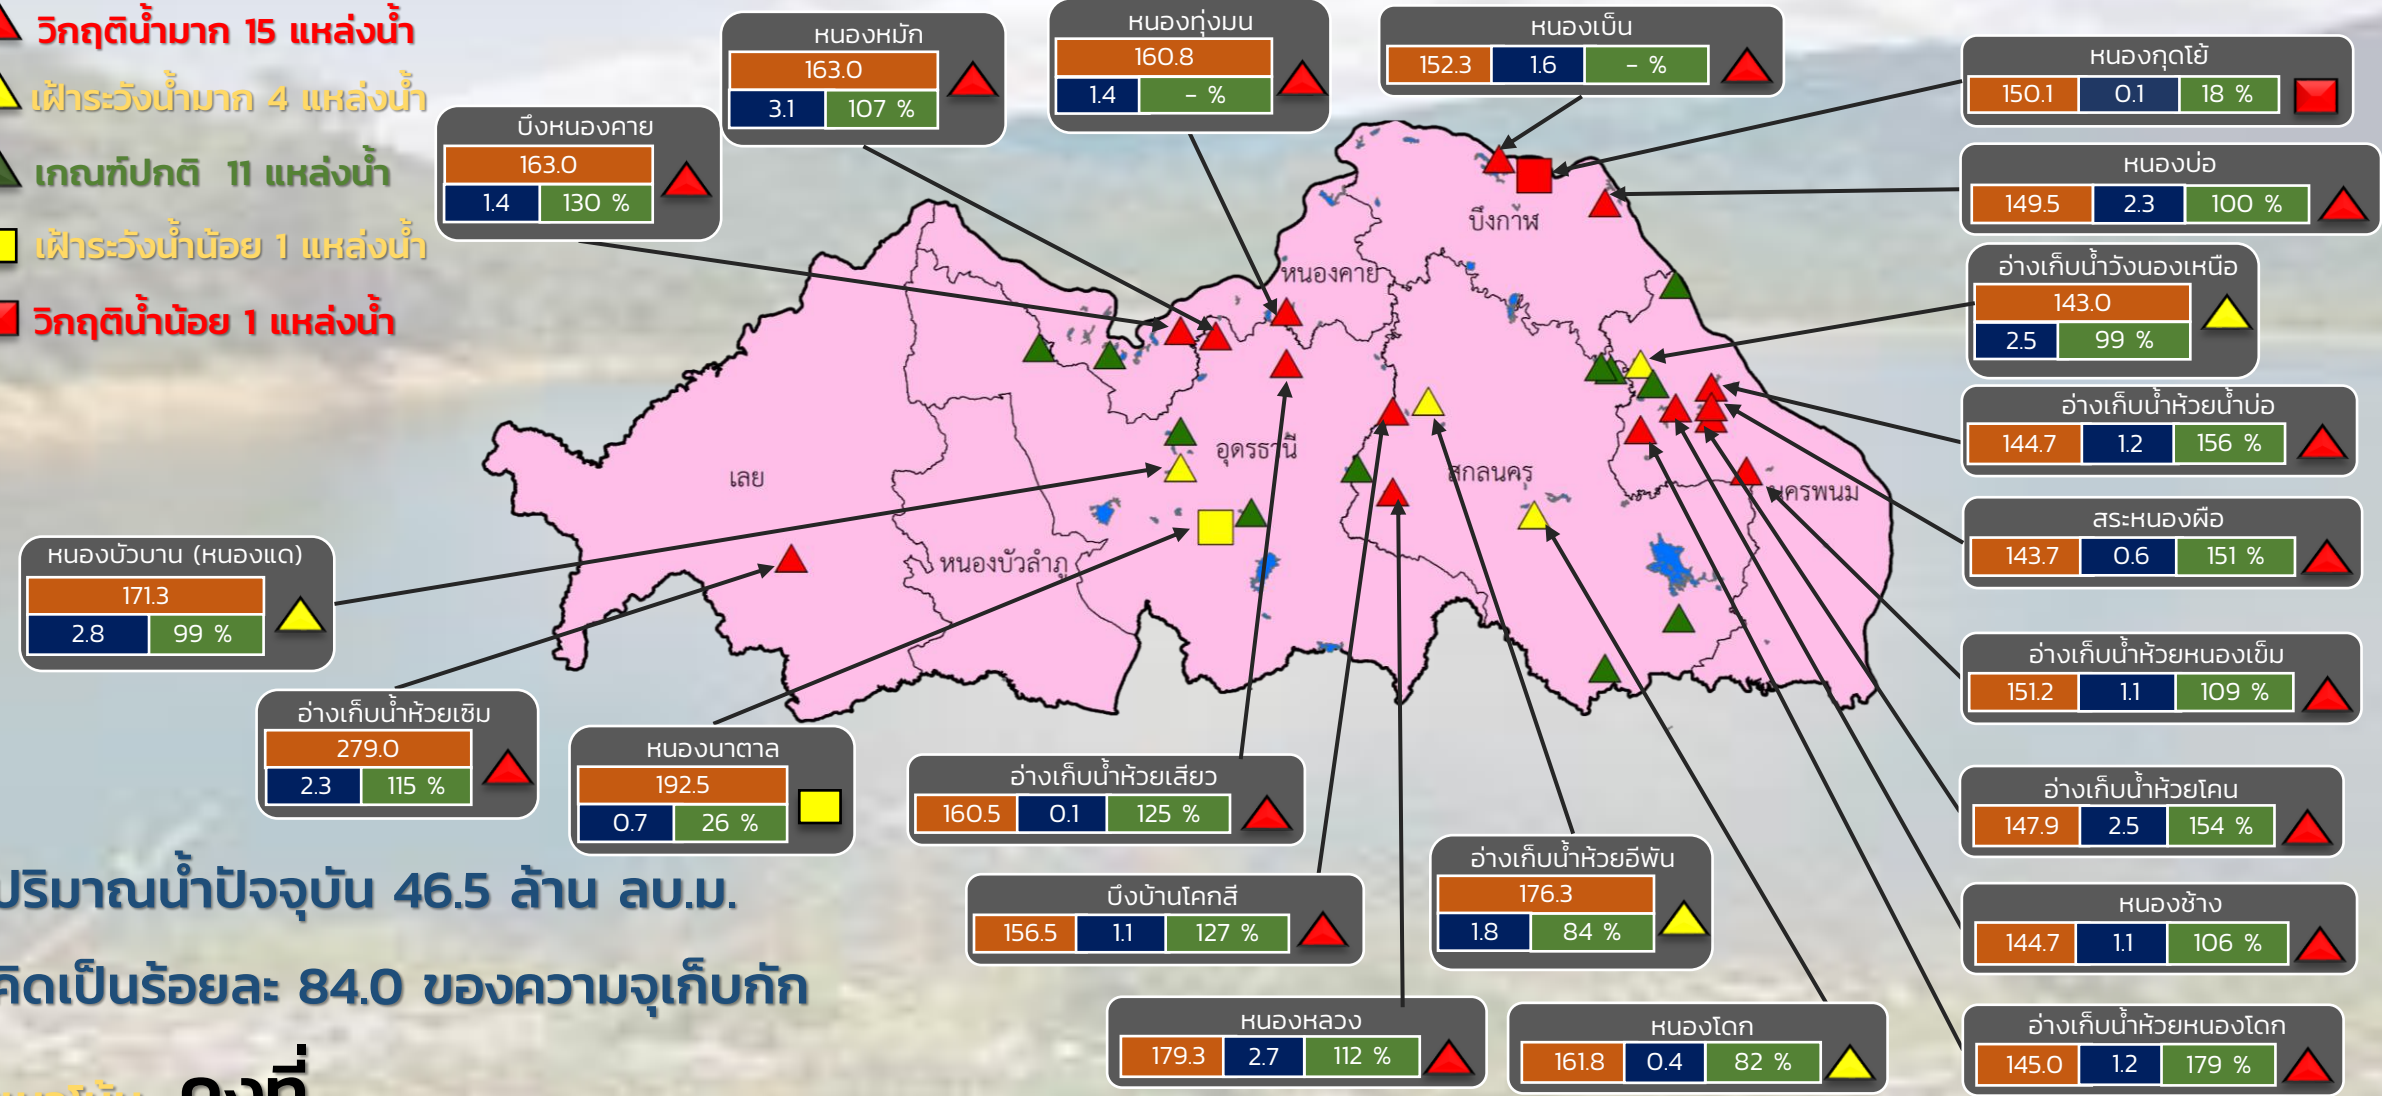 วิกฤติน้ำมาก 15 แหล่งน้ำ
เฝ้าระวังน้ำมาก 4 แหล่งน้ำ
เกณฑ์ปกติ 11 แหล่งน้ำ
เฝ้าระวังน้ำน้อย 1 แหล่งน้ำ
วิกฤติน้ำน้อย 1 แหล่งน้ำ
บึงหนองคาย
163.0
1.4 130 %
หนองหมัก
163.0
3.1 107 %
หนองทุ่งมน
160.8
1.4 - %
หนองเบ็น
152.3 1.6 - %
หนองกุดโย้
150.1 0.1 18 %
หนองบ่อ
149.5 2.3 100 %
อ่างเก็บน้ำวังนองเหนือ
143.0
2.5 99 %
อ่างเก็บน้ำห้วยน้ำบ่อ
144.7 1.2 156 %
สระหนองผือ
143.7 0.6 151 %
อ่างเก็บน้ำห้วยหนองเข็ม
151.2 1.1 109 %
อ่างเก็บน้ำห้วยโคน
147.9 2.5 154 %
หนองช้าง
144.7 1.1 106 %
อ่างเก็บน้ำห้วยหนองโดก
145.0 1.2 179 %
บึงกาฬ
หนองคาย
อุดรธานี
เลย
สกลนคร
นครพนม
หนองบัวลำภู
หนองบัวบาน (หนองแด)
171.3
2.8 99 %
อ่างเก็บน้ำห้วยเซิม
279.0
2.3 115 %
หนองนาตาล
192.5
0.7 26 %
อ่างเก็บน้ำห้วยเสียว
160.5 0.1 125 %
บึงบ้านโคกสี
156.5 1.1 127 %
อ่างเก็บน้ำห้วยอีพัน
176.3
1.8 84 %
หนองหลวง
179.3 2.7 112 %
หนองโดก
161.8 0.4 82 %
ปริมาณน้ำปัจจุบัน 46.5 ล้าน ลบ.ม.
คิดเป็นร้อยละ 84.0 ของความจุเก็บกัก
คงที่